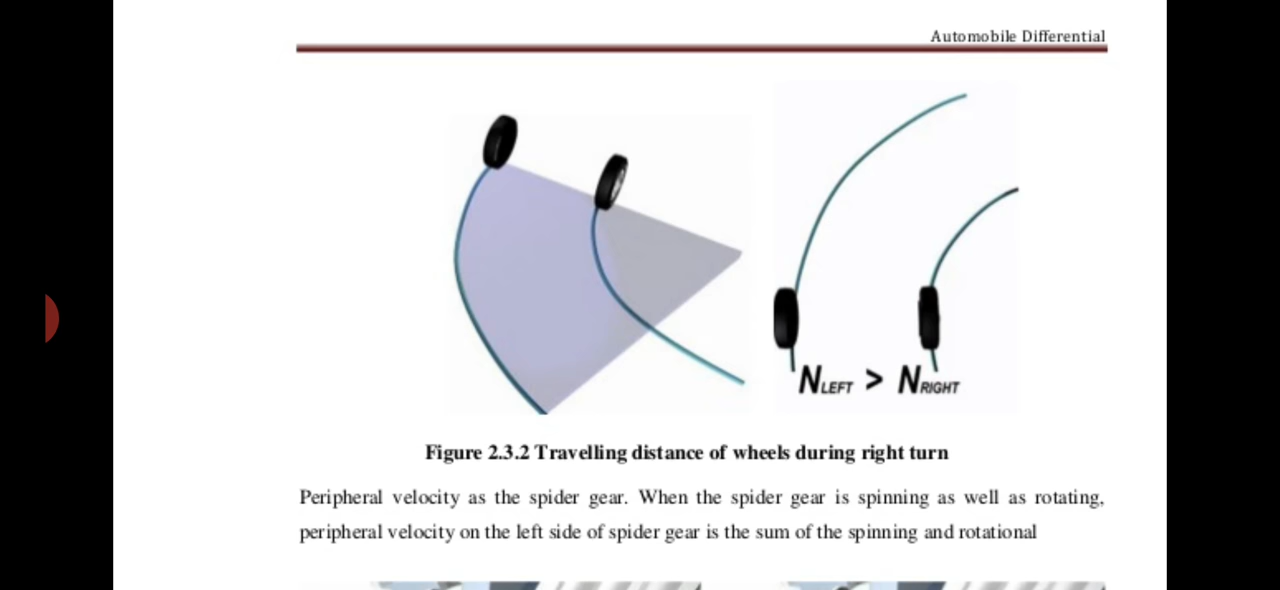 Automobile Differential
NLEFT > NRIGHT
Figure 2.3.2 Travelling distance of wheels during right turn
Peripheral velocity as the spider gear. When the spider gear is spinning as well as rotating,
peripheral velocity on the left side of spider gear is the sum of the spinning and rotational